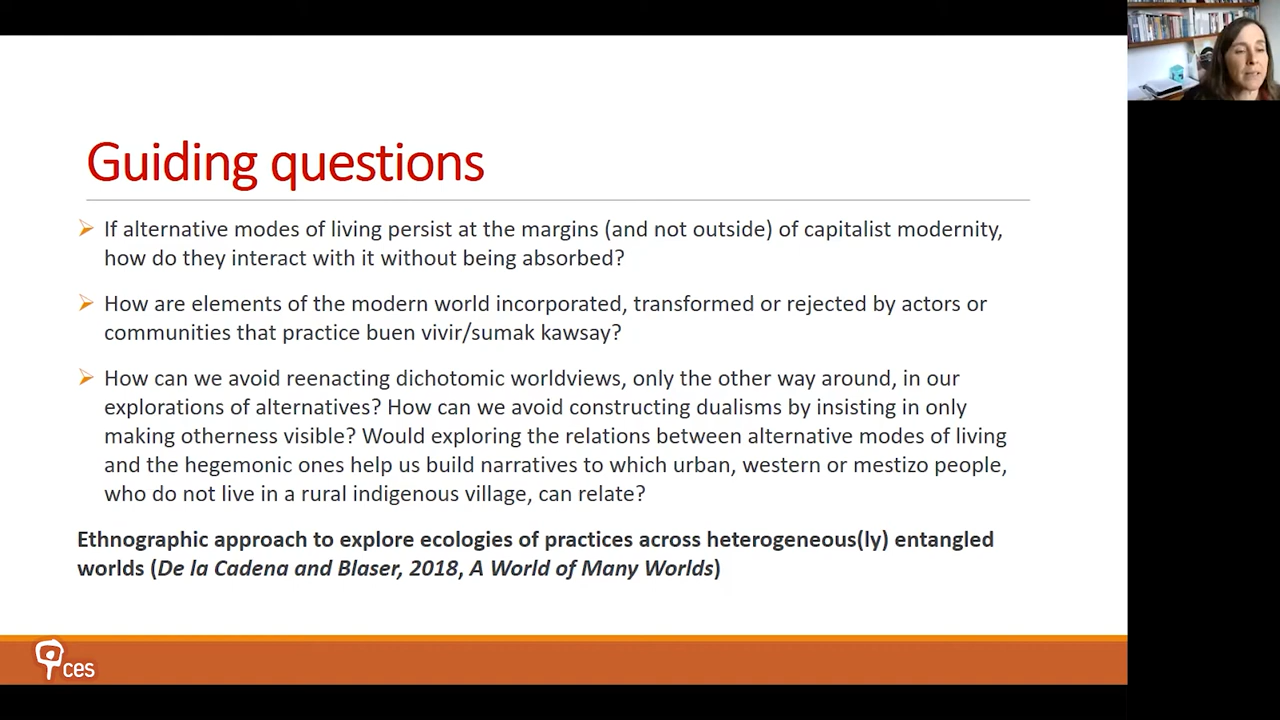 Guiding questions
If alternative modes of living persist at the margins (and not outside) of capitalist modernity,
how do they interact with it without being absorbed?
How are elements of the modern world incorporated, transformed or rejected by actors or
communities that practice buen vivir/sumak kawsay?
How can we avoid reenacting dichotomic worldviews, only the other way around, in our
explorations of alternatives? How can we avoid constructing dualisms by insisting in only
making otherness visible? Would exploring the relations between alternative modes of living
and the hegemonic ones help us build narratives to which urban, western or mestizo people,
who do not live in a rural indigenous village, can relate?
Ethnographic approach to explore ecologies of practices across heterogeneous(ly) entangled
worlds (De la Cadena and Blaser, 2018, A World of Many Worlds)
ces